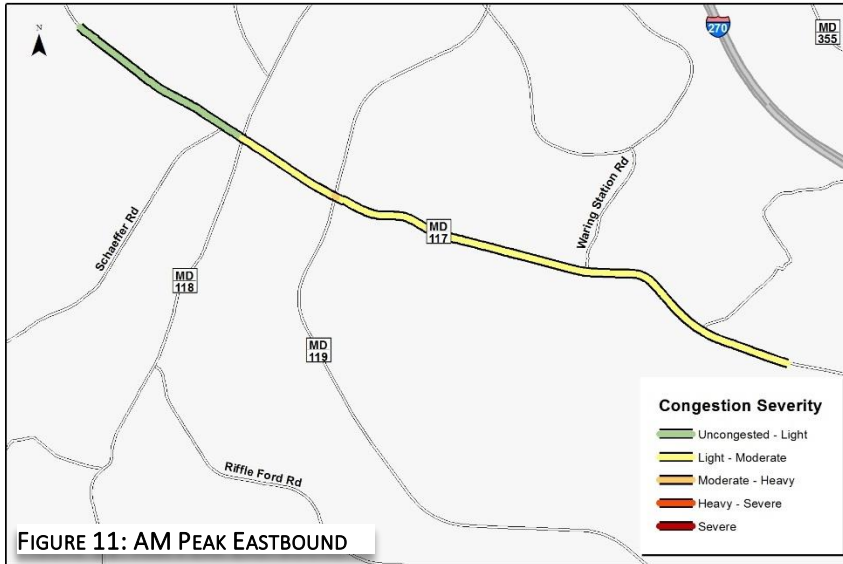 Z
270
MD
355
Schaeffer Rd
Waring Station Rd
MD
117
MD
118
MD
119
Riffle Ford Rd
Congestion Severity
Uncongested - Light
Light - Moderate
Moderate - Heavy
Heavy - Severe
Severe
FIGURE 11: AM PEAK EASTBOUND